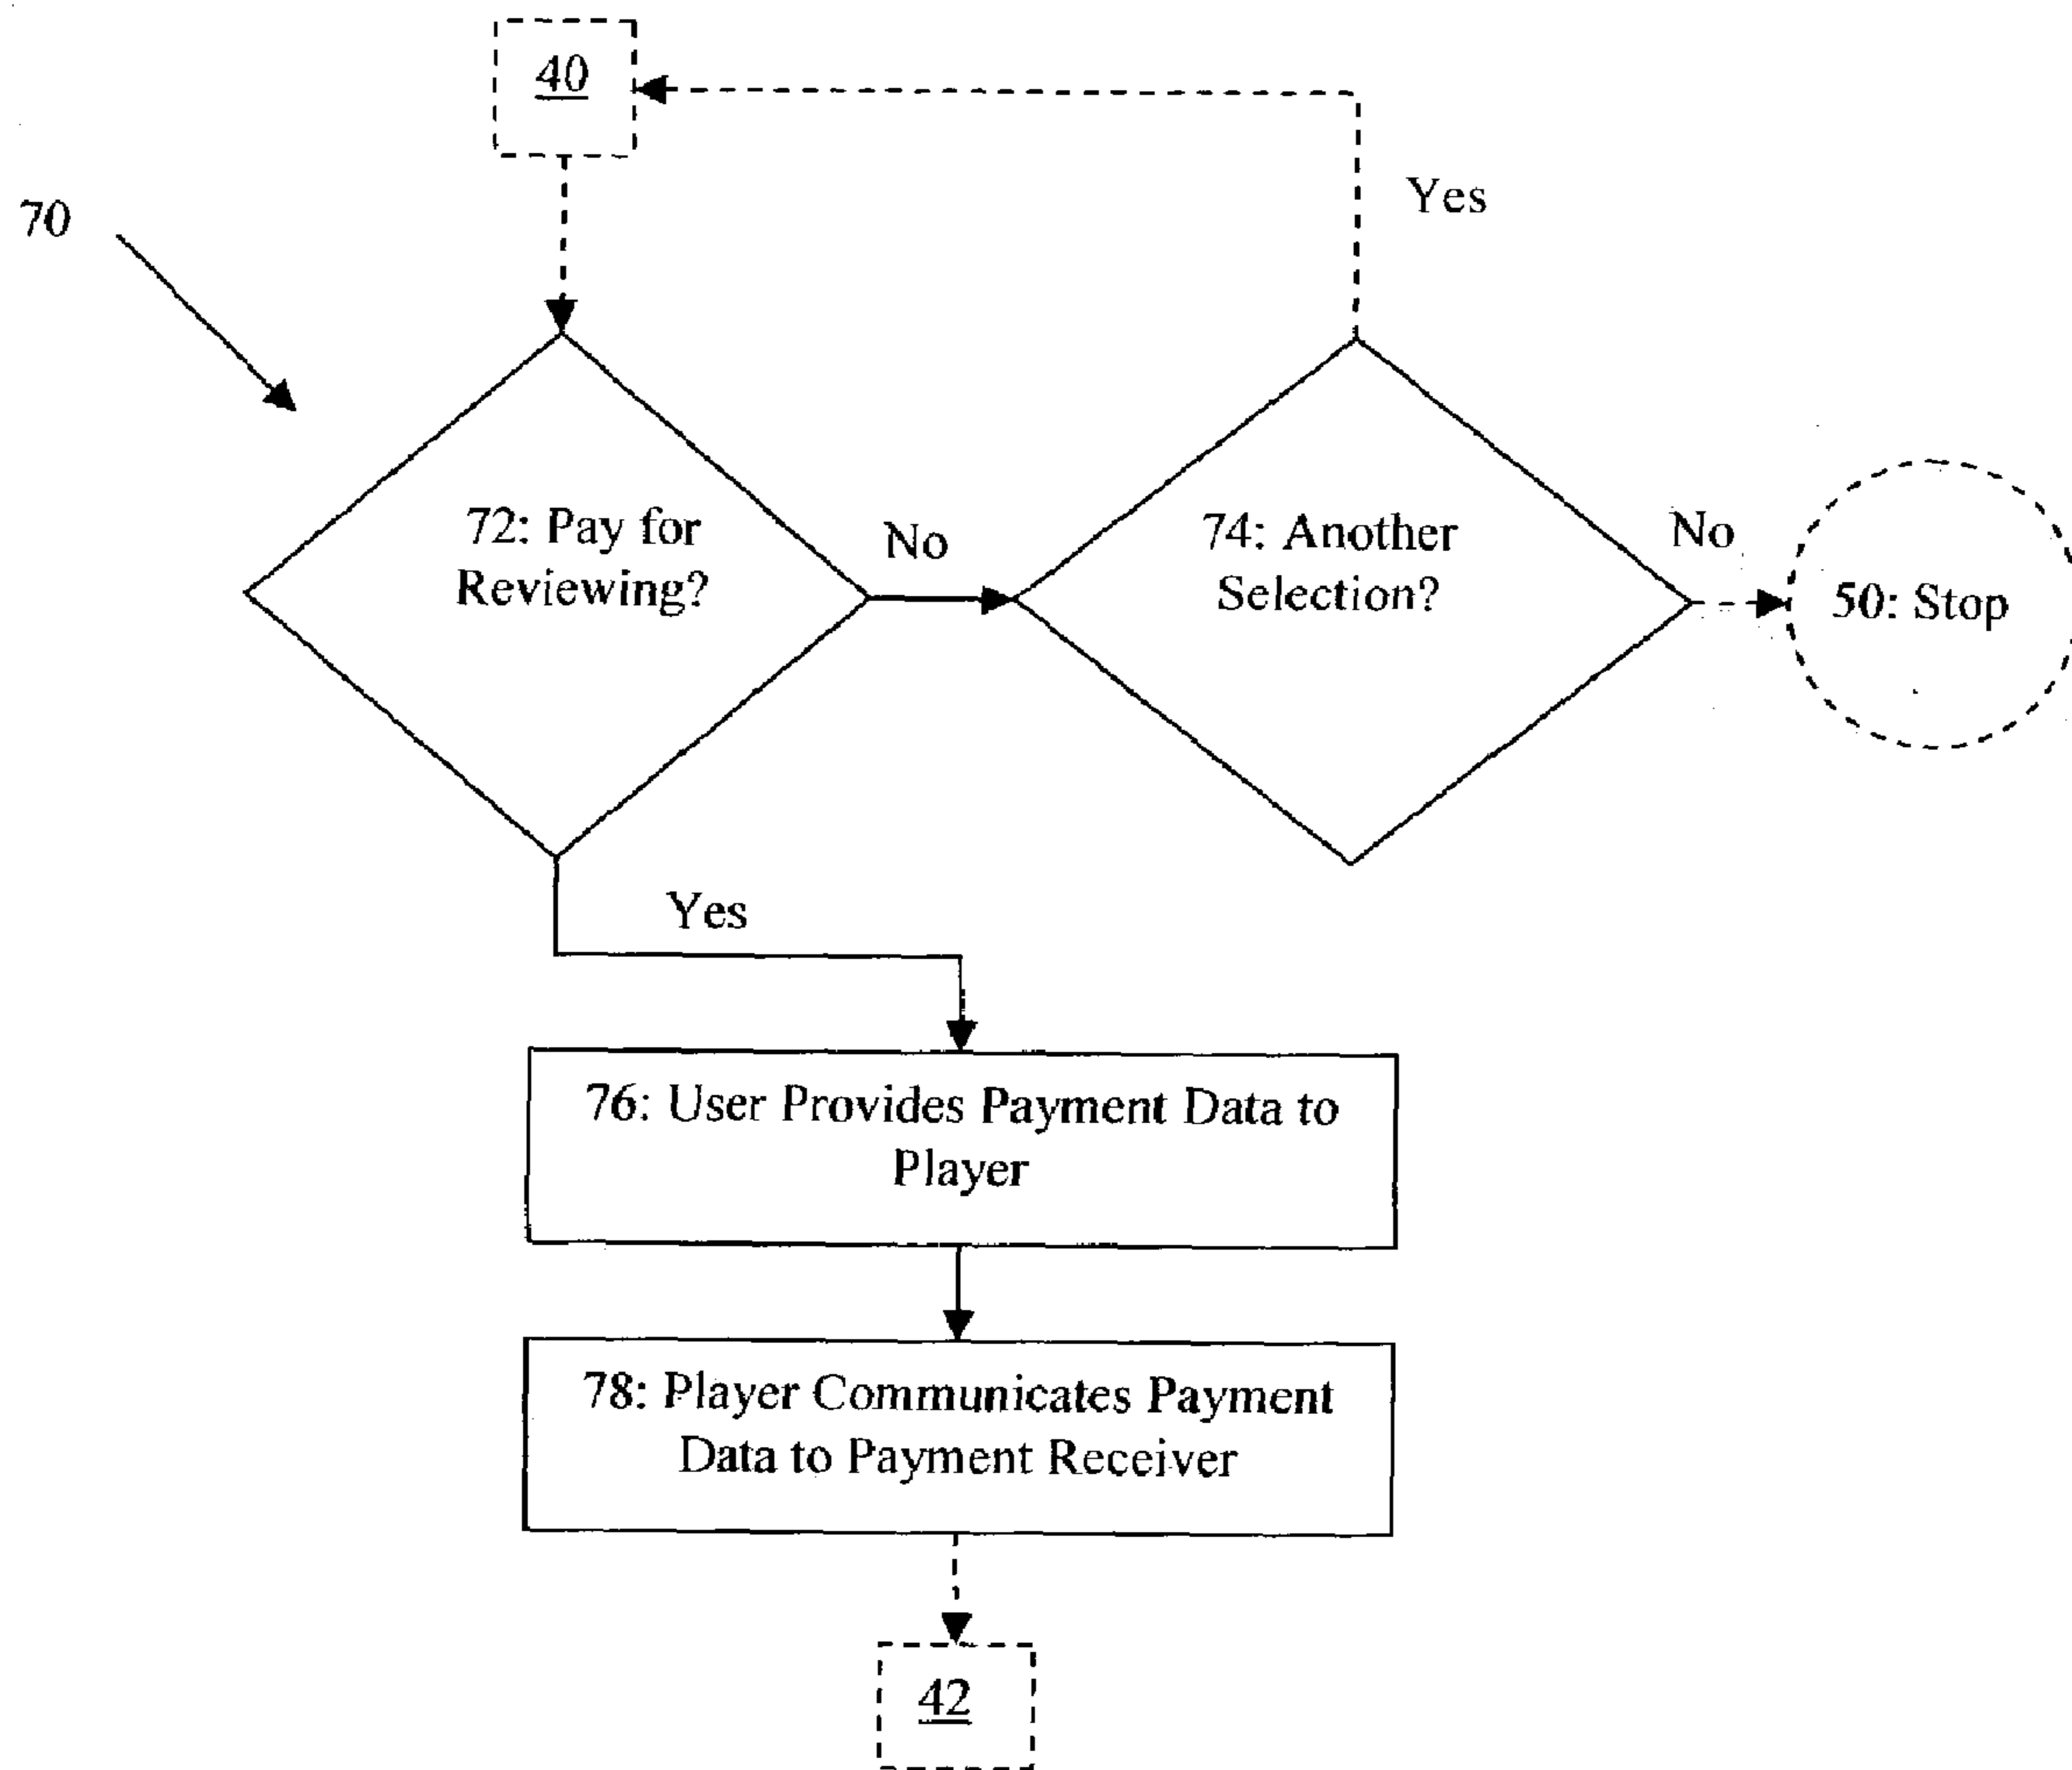 40
Yes
70
72: Pay for
Reviewing?
No
74: Another
Selection?
No
50: Stop
Yes
76: User Provides Payment Data to
Player
78: Player Communicates Payment
Data to Payment Receiver
42